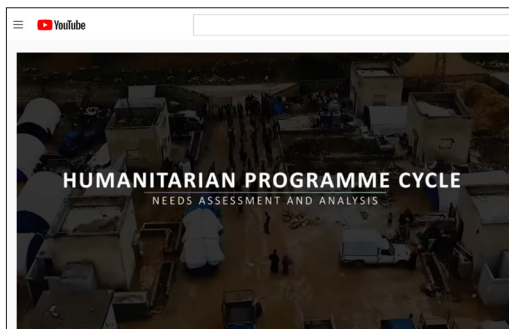 YouTube
HUMANITARIAN PROGRAMME CYCLE
NEEDS ASSESSMENT AND ANALYSIS